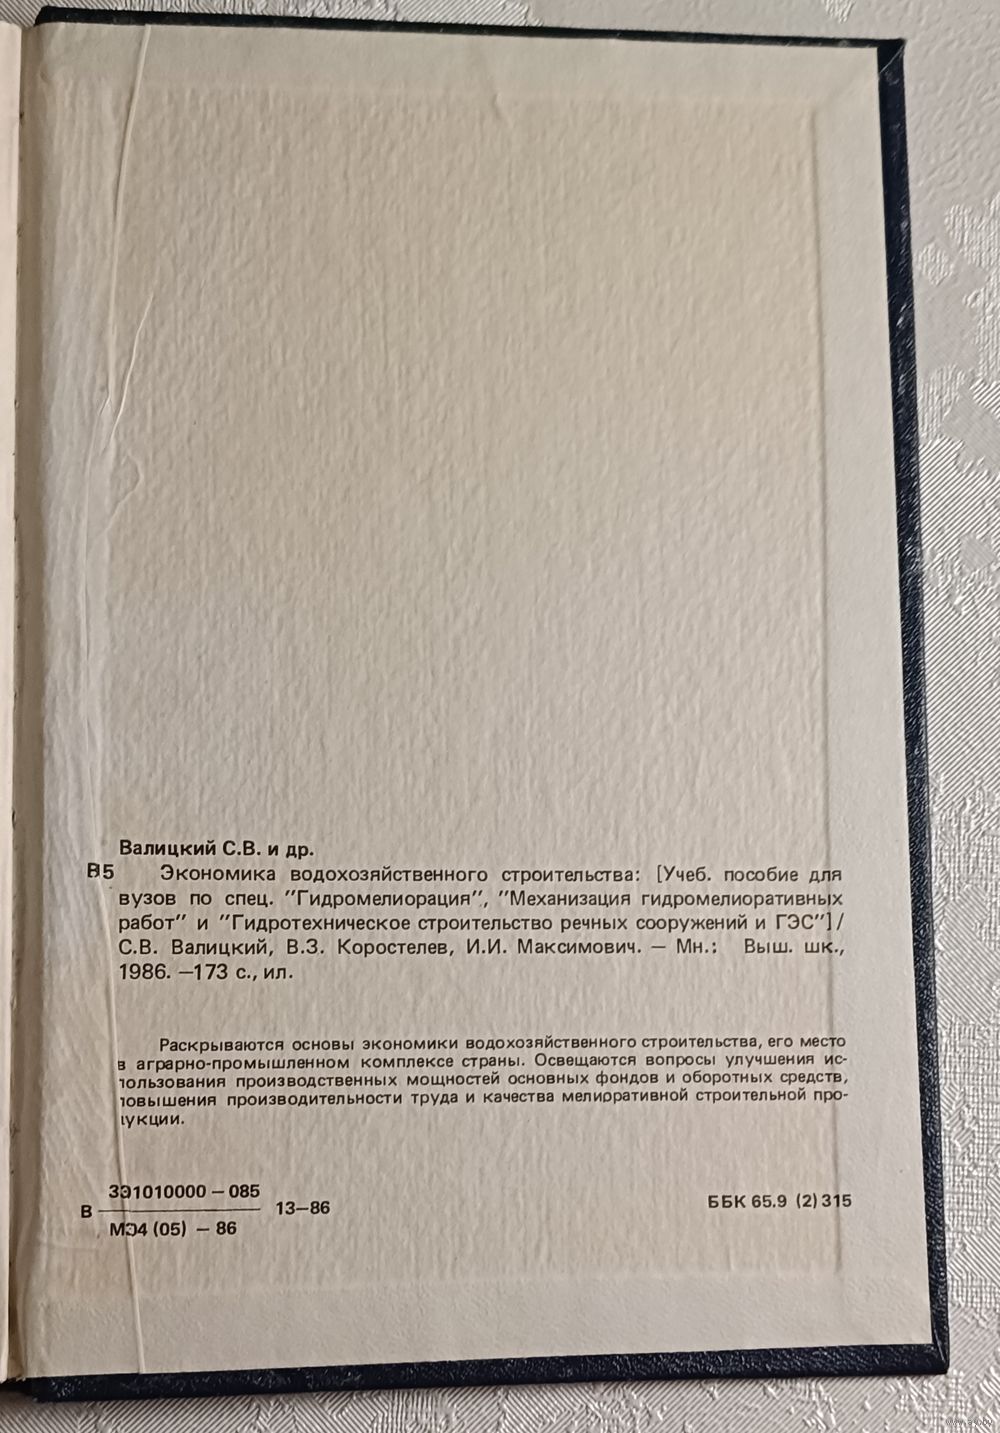 Валицкий С.В. и др.
В5 Экономика водохозяйственного строительства: [Учеб. пособие для
вузов по спец. "Гидромелиорация", "Механизация гидромелиоративных
работ" и "Гидротехническое строительство речных сооружений и ГЭС"] /
С.В. Валицкий, В.З. Коростелев, И.И. Максимович. — Мн.: Выш. шк.,
1986. —173 с., ил.
Раскрываются основы экономики водохозяйственного строительства, его место
в аграрно-промышленном комплексе страны. Освещаются вопросы улучшения ис-
пользования производственных мощностей основных фондов и оборотных средств,
повышения производительности труда и качества мелиоративной строительной про-
дукции.
3Э1010000 — 085
В 13—86
МЭ4 (05) — 86
ББК 65.9 (2) 315